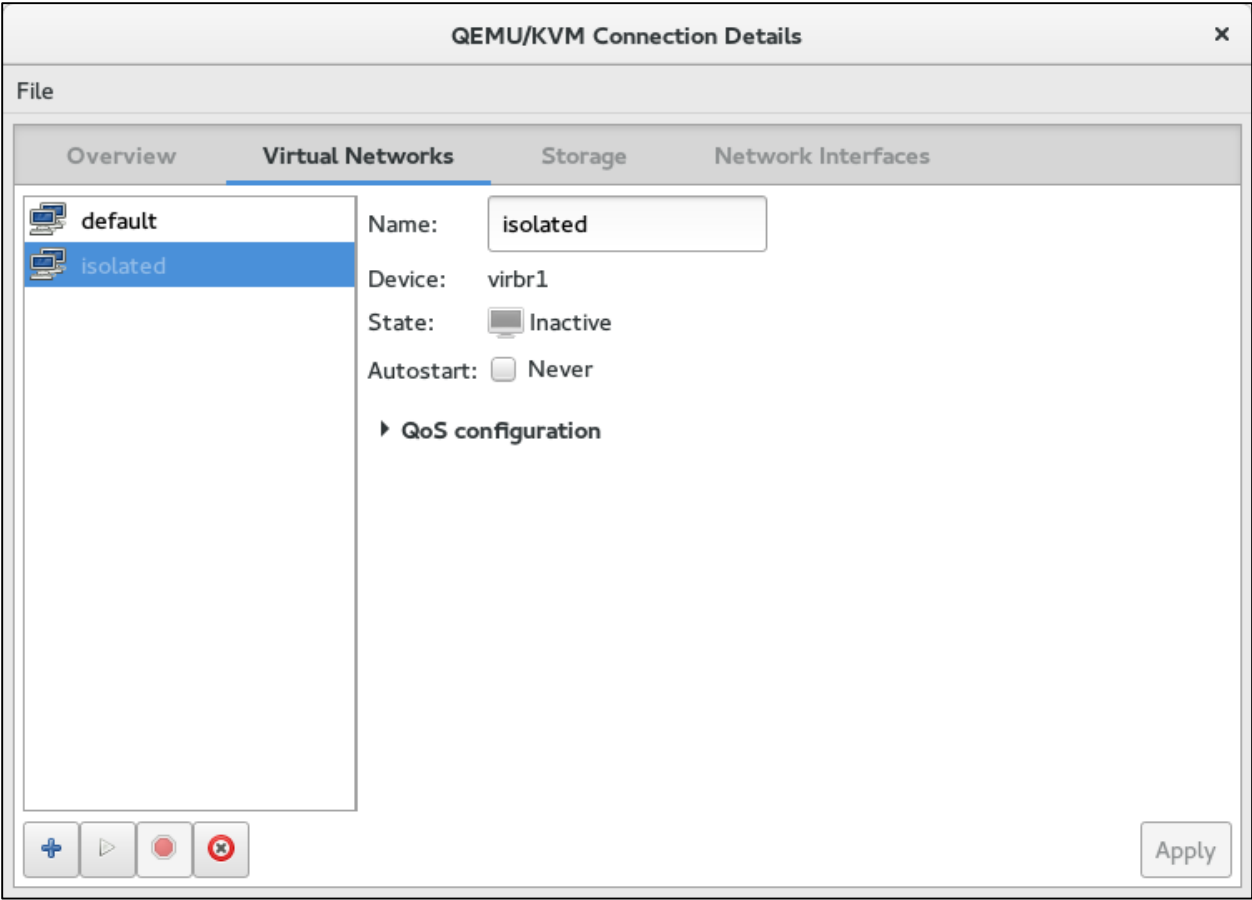 QEMU/KVM Connection Details
File
Overview Virtual Networks Storage Network Interfaces
default
isolated
Name: isolated
Device: virbr1
State: Inactive
Autostart: Never
QoS configuration
Apply